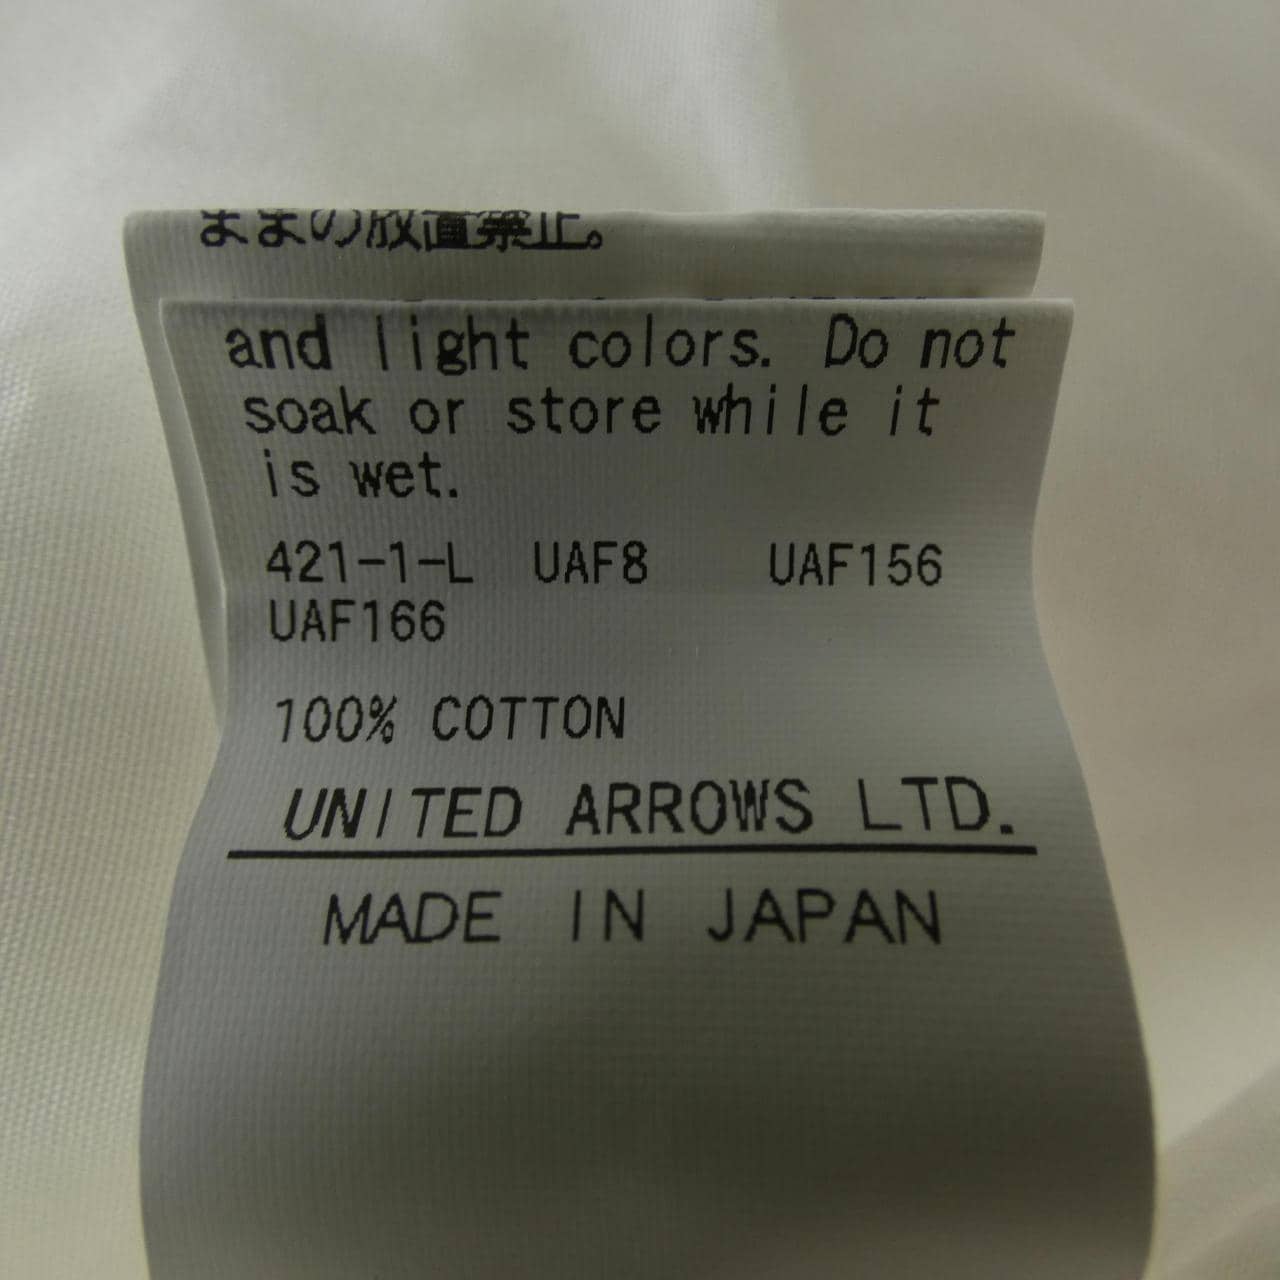 ままの放置禁止。
and light colors. Do not
soak or store while it
is wet.
421-1-L UAF8 UAF156
UAF166
100% COTTON
UNITED ARROWS LTD.
MADE IN JAPAN